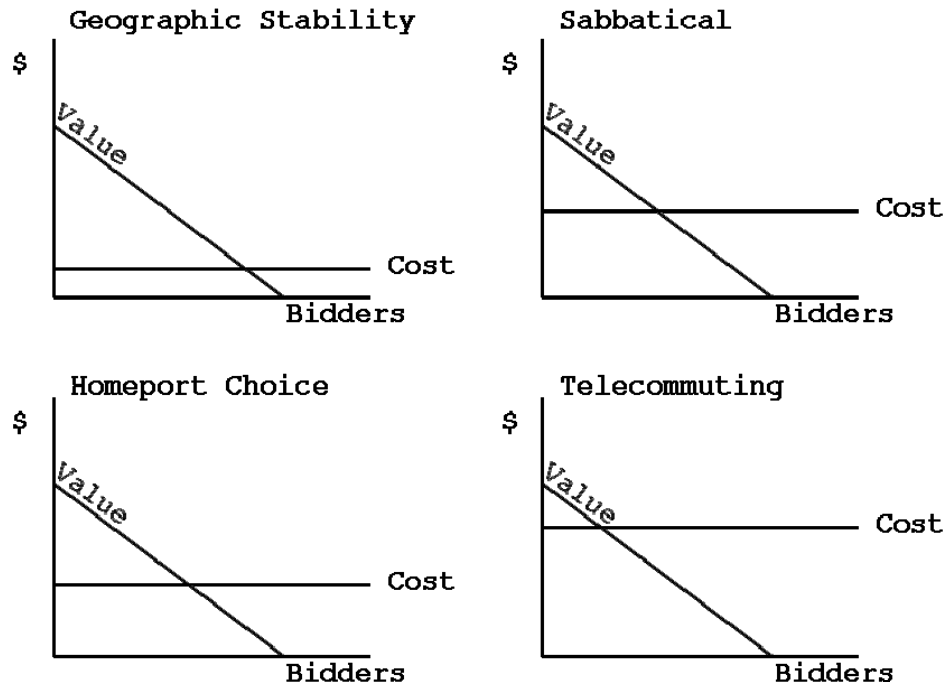 Geographic Stability
$
Value
Cost
Bidders
Sabbatical
$
Value
Cost
Bidders
Homeport Choice
$
Value
Cost
Bidders
Telecommuting
$
Value
Cost
Bidders